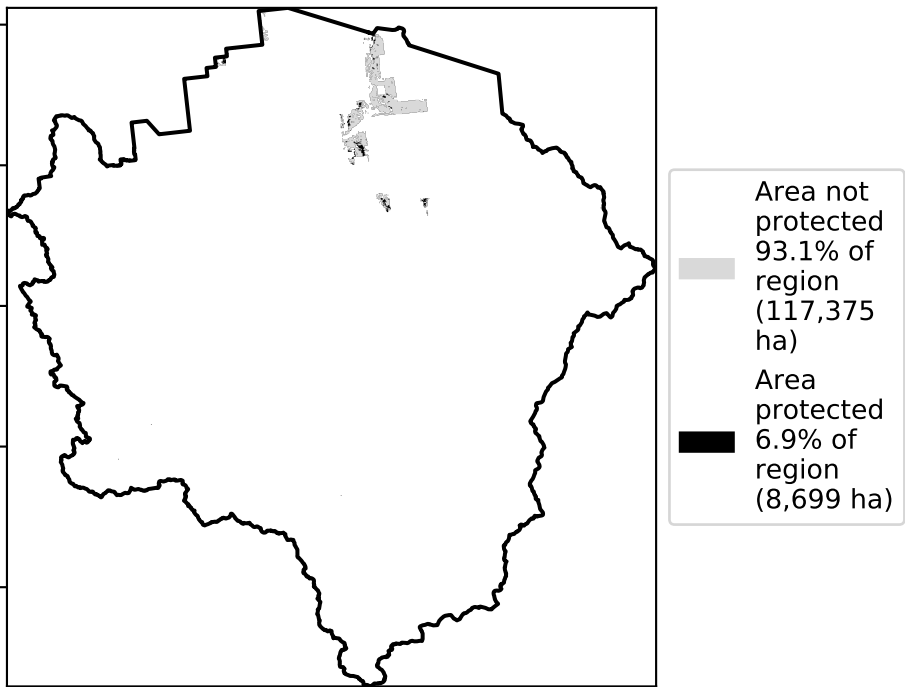 Area not
protected
93.1% of
region
(117,375
ha)
Area
protected
6.9% of
region
(8,699 ha)